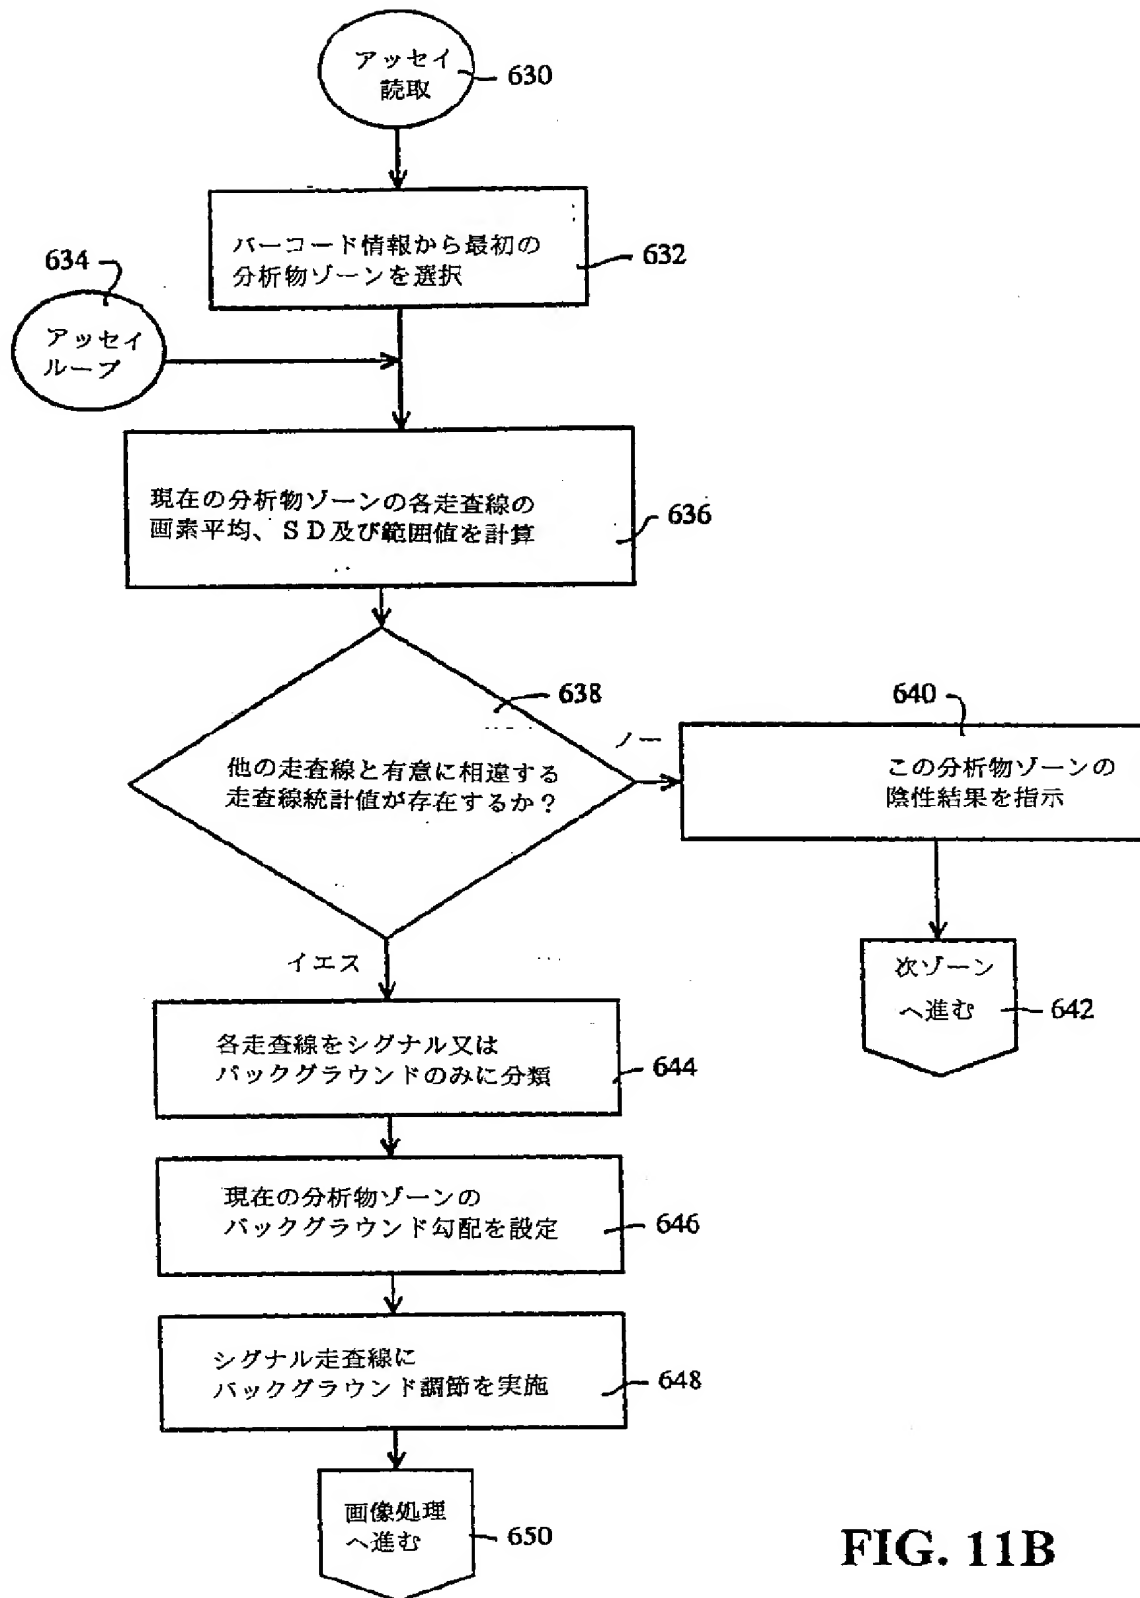 アッセイ
読取
630
バーコード情報から最初の
分析物ゾーンを選択
632
634
アッセイ
ループ
現在の分析物ゾーンの各走査線の
画素平均、SD及び範囲値を計算
636
638
他の走査線と有意に相違する
走査線統計値が存在するか?
ノー
640
この分析物ゾーンの
陰性結果を指示
次ゾーン
へ進む
642
イエス
各走査線をシグナル又は
バックグラウンドのみに分類
644
現在の分析物ゾーンの
バックグラウンド勾配を設定
646
シグナル走査線に
バックグラウンド調節を実施
648
画像処理
へ進む
650
FIG. 11B